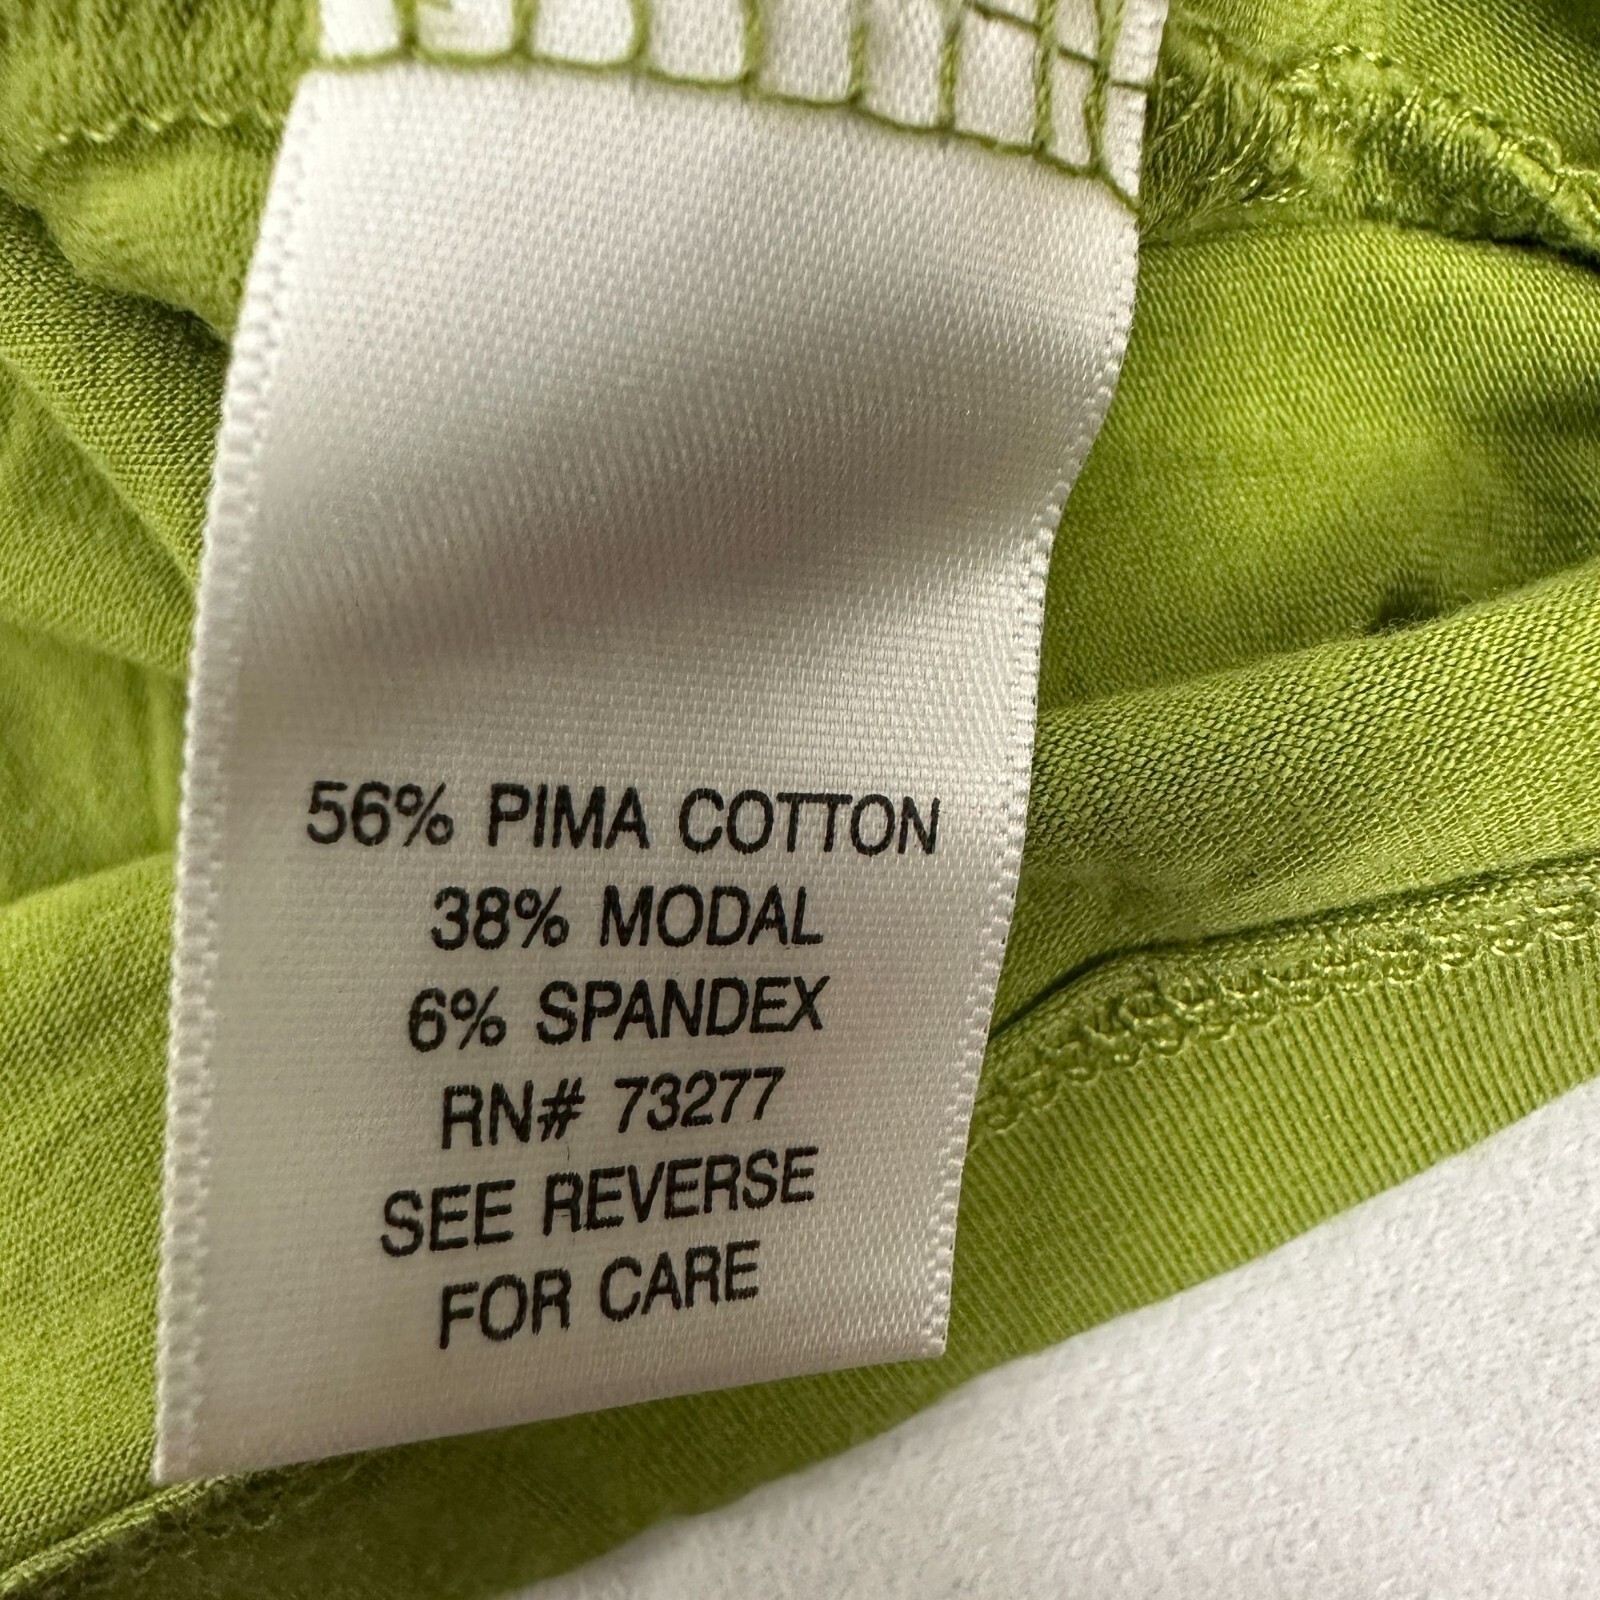 56% PIMA COTTON
38% MODAL
6% SPANDEX
RN# 73277
SEE REVERSE
FOR CARE